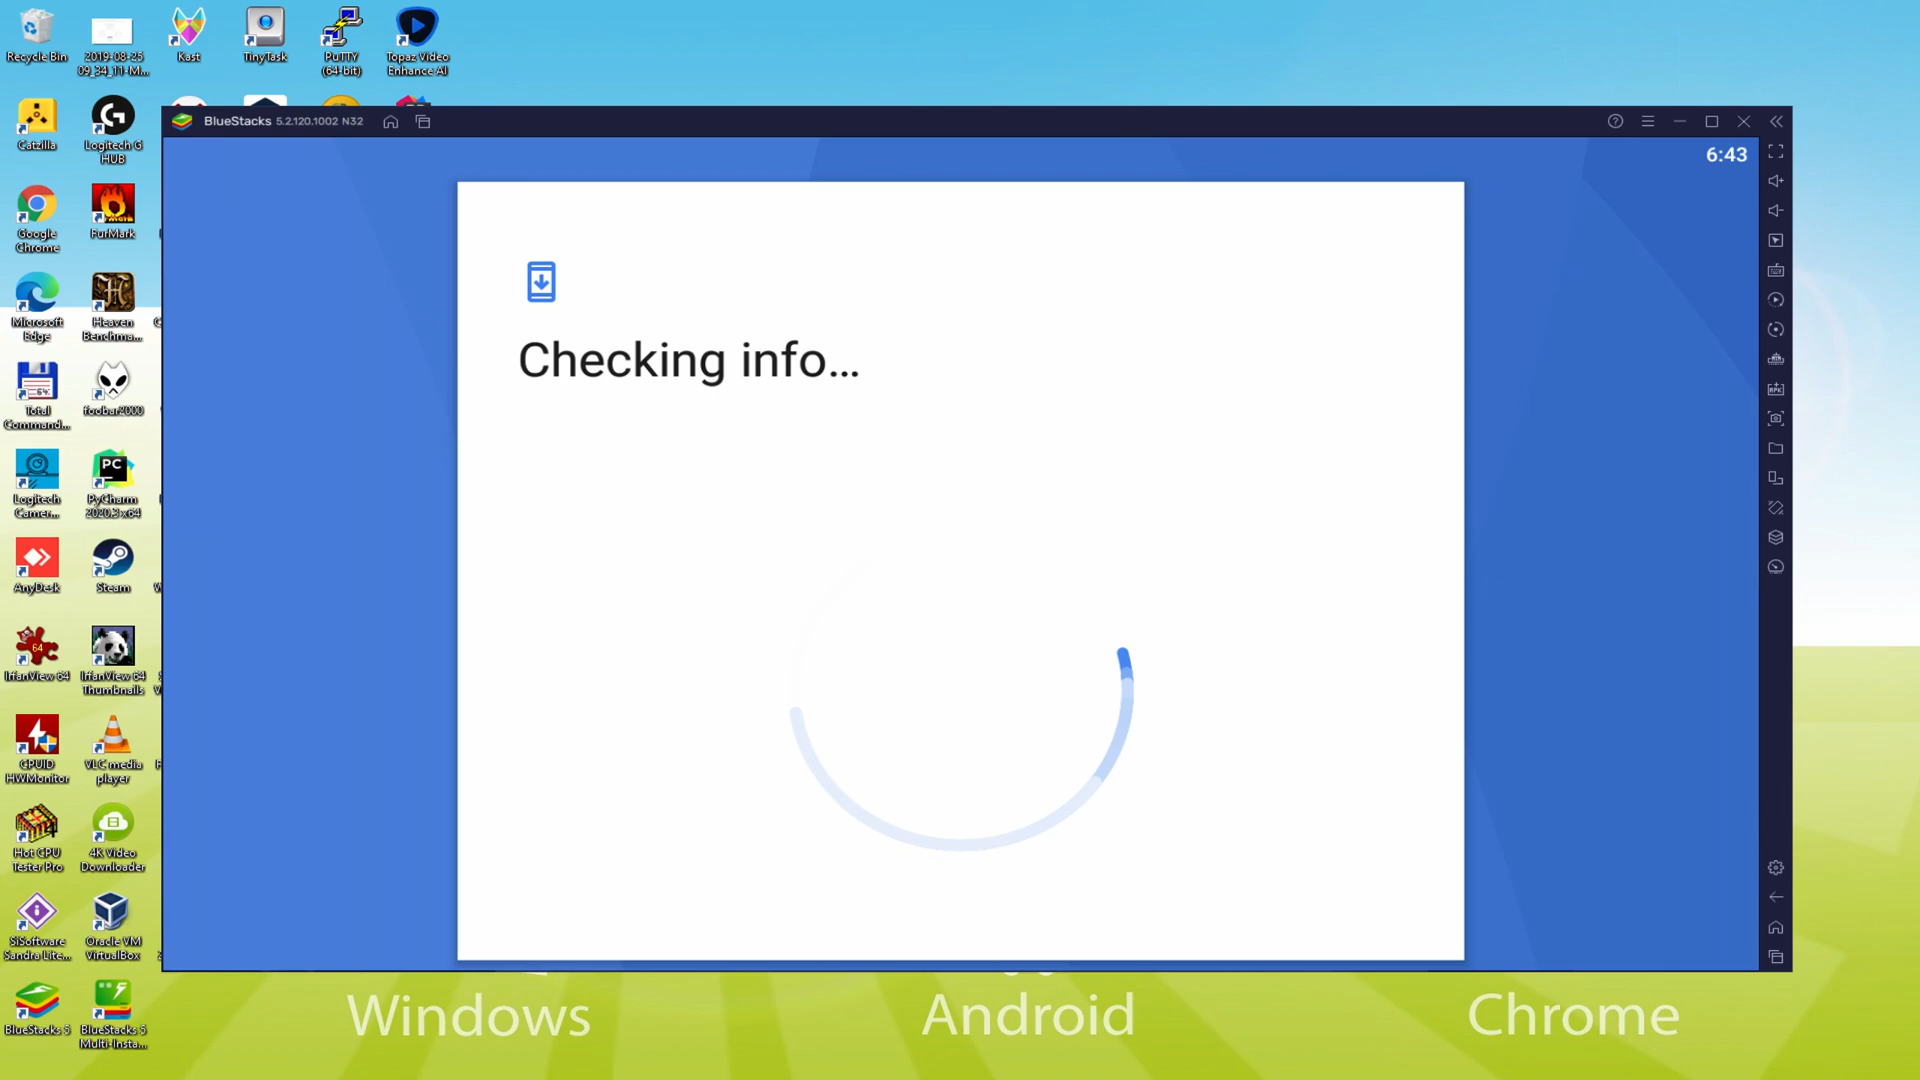 Recycle Bin
2019-08-25
09_34_11-M...
Kast
TinyTask
PuTTY
(64-bit)
Topaz Video
Enhance AI
Catzilla
Logitech G
HUB
Google
Chrome
FurMark
Microsoft
Edge
Heaven
Benchma...
64
Total
Command...
foobar2000
Logitech
Camer...
PC
PyCharm
2020.3 x64
AnyDesk
Steam
64
IrfanView 64
IrfanView 64
Thumbnails
CPUID
HWMonitor
VLC media
player
4
Hot CPU
Tester Pro
4K Video
Downloader
SiSoftware
Sandra Lite...
Oracle VM
VirtualBox
BlueStacks 5
BlueStacks 5
Multi-Insta...
BlueStacks 5.2.120.1002 N32
6:43
Checking info...
Windows
Android
Chrome